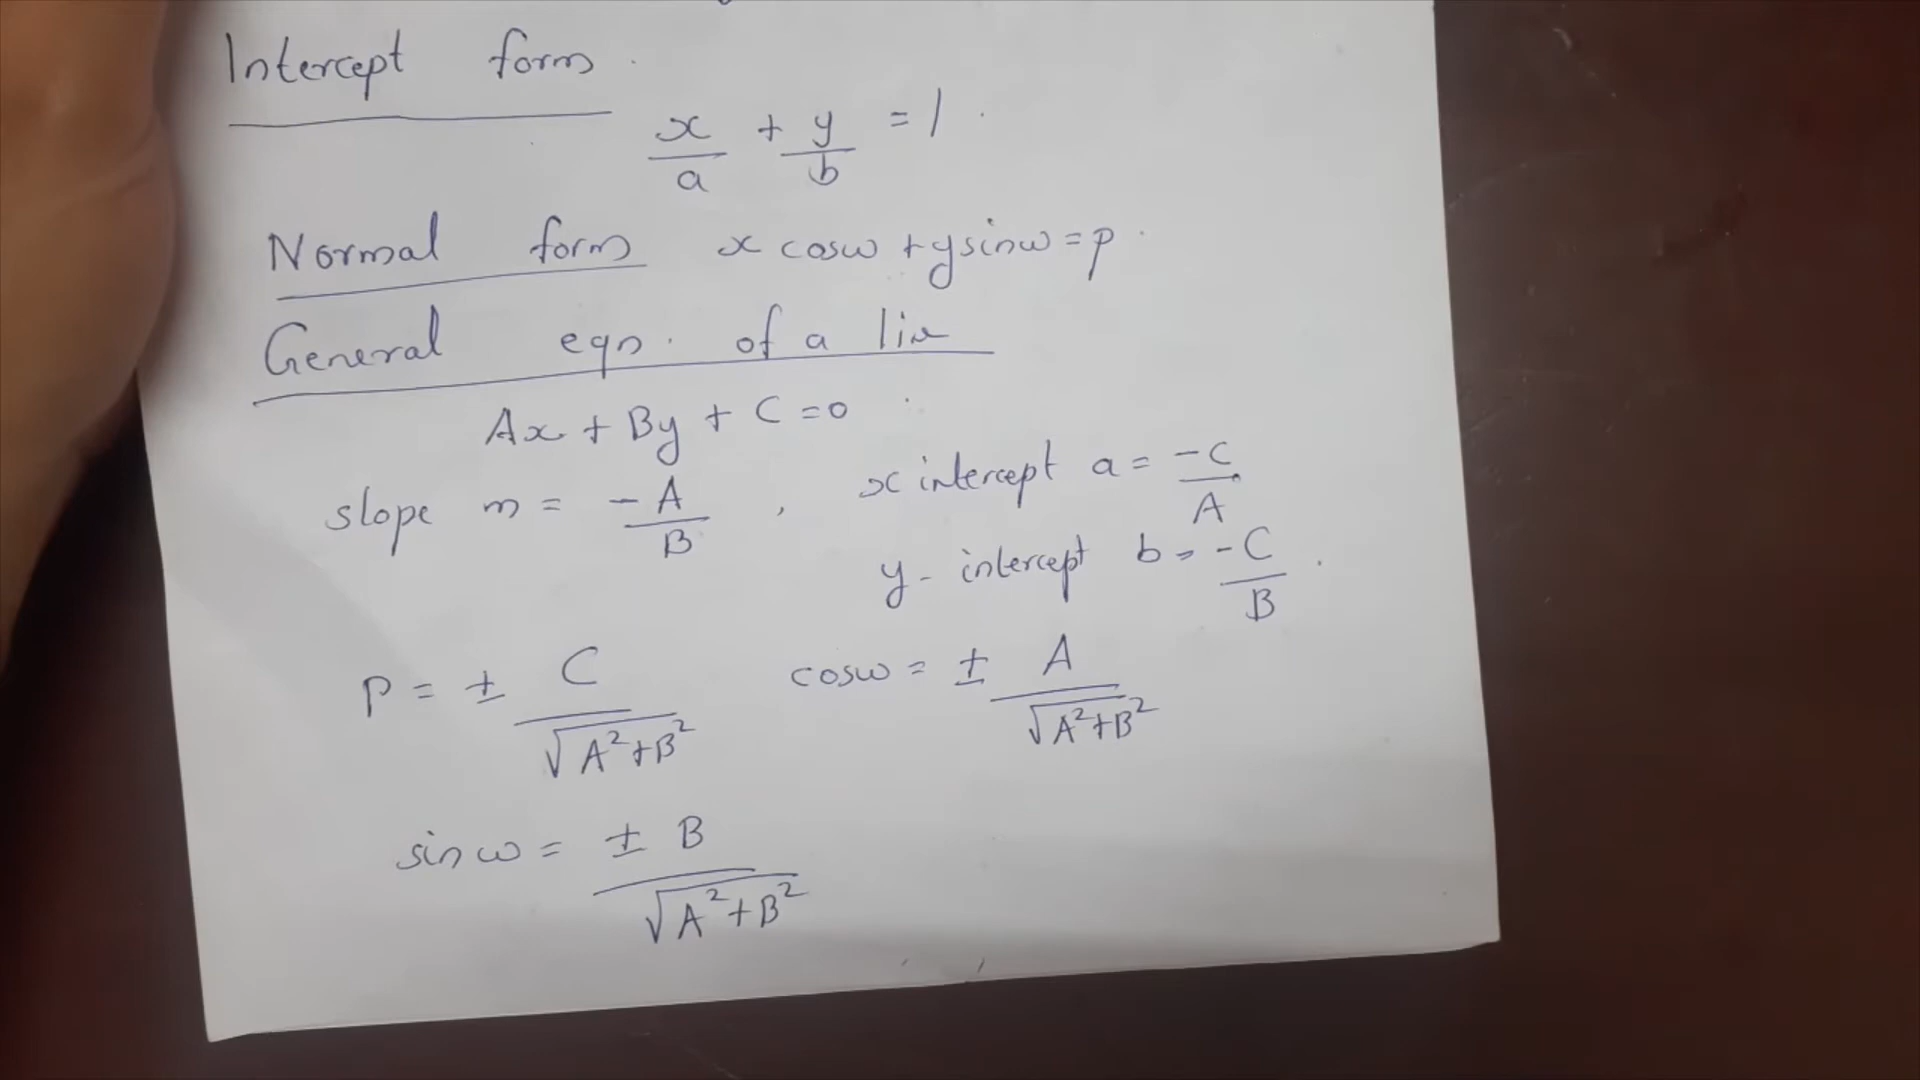 Intercept form.
x/a + y/b = 1.
Normal form x cosω + y sinω = p.
General eqn. of a line
Ax + By + C = 0.
slope m = -A/B , x intercept a = -C/A
y - intercept b = -C/B.
P = ± C/√A²+B² cosω = ± A/√A²+B²
sin ω = ± B/√A²+B²